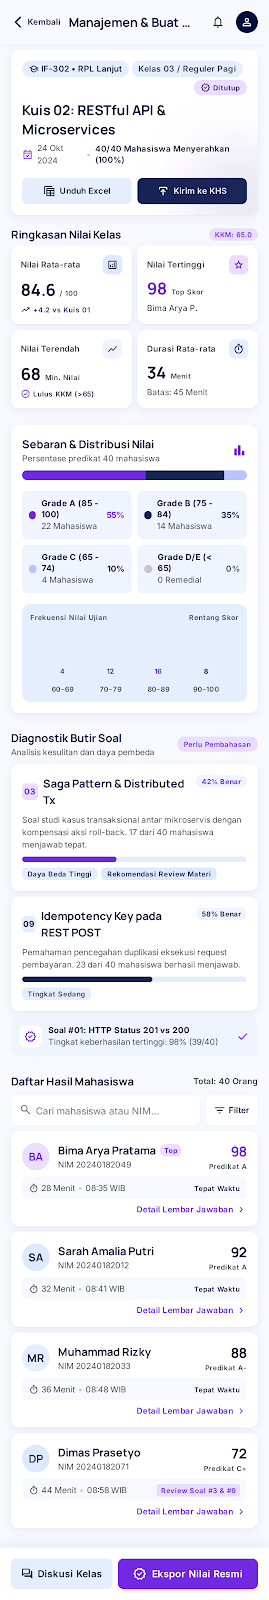 Kembali
Manajemen & Buat ...
IF-302 • RPL Lanjut
Kelas 03 / Reguler Pagi
Ditutup
Kuis 02: RESTful API &
Microservices
24 Okt
2024
• 40/40 Mahasiswa Menyerahkan
(100%)
Unduh Excel
Kirim ke KHS
Ringkasan Nilai Kelas
KKM: 65.0
Nilai Rata-rata
84.6 / 100
+4.2 vs Kuis 01
Nilai Tertinggi
98 Top Skor
Bima Arya P.
Nilai Terendah
68 Min. Nilai
Lulus KKM (>65)
Durasi Rata-rata
34 Menit
Batas: 45 Menit
Sebaran & Distribusi Nilai
Persentase predikat 40 mahasiswa
Grade A (85 -
100)
55%
22 Mahasiswa
Grade B (75 -
84)
35%
14 Mahasiswa
Grade C (65 -
74)
10%
4 Mahasiswa
Grade D/E (<
65)
0%
0 Remedial
Frekuensi Nilai Ujian
Rentang Skor
4 12 16 8
60-69 70-79 80-89 90-100
Diagnostik Butir Soal
Analisis kesulitan dan daya pembeda
Perlu Pembahasan
03
Saga Pattern & Distributed
Tx
42% Benar
Soal studi kasus transaksional antar mikroservis dengan
kompensasi aksi roll-back. 17 dari 40 mahasiswa
menjawab tepat.
Daya Beda Tinggi
Rekomendasi Review Materi
09
Idempotency Key pada
REST POST
58% Benar
Pemahaman pencegahan duplikasi eksekusi request
pembayaran. 23 dari 40 mahasiswa berhasil menjawab.
Tingkat Sedang
Soal #01: HTTP Status 201 vs 200
Tingkat keberhasilan tertinggi: 98% (39/40)
Daftar Hasil Mahasiswa
Total: 40 Orang
Cari mahasiswa atau NIM...
Filter
BA
Bima Arya Pratama Top
NIM 20240182049
98
Predikat A
28 Menit • 08:35 WIB
Tepat Waktu
Detail Lembar Jawaban
SA
Sarah Amalia Putri
NIM 20240182012
92
Predikat A
32 Menit • 08:41 WIB
Tepat Waktu
Detail Lembar Jawaban
MR
Muhammad Rizky
NIM 20240182033
88
Predikat A-
36 Menit • 08:48 WIB
Tepat Waktu
Detail Lembar Jawaban
DP
Dimas Prasetyo
NIM 20240182071
72
Predikat C+
44 Menit • 08:58 WIB
Review Soal #3 & #9
Detail Lembar Jawaban
Diskusi Kelas
Ekspor Nilai Resmi